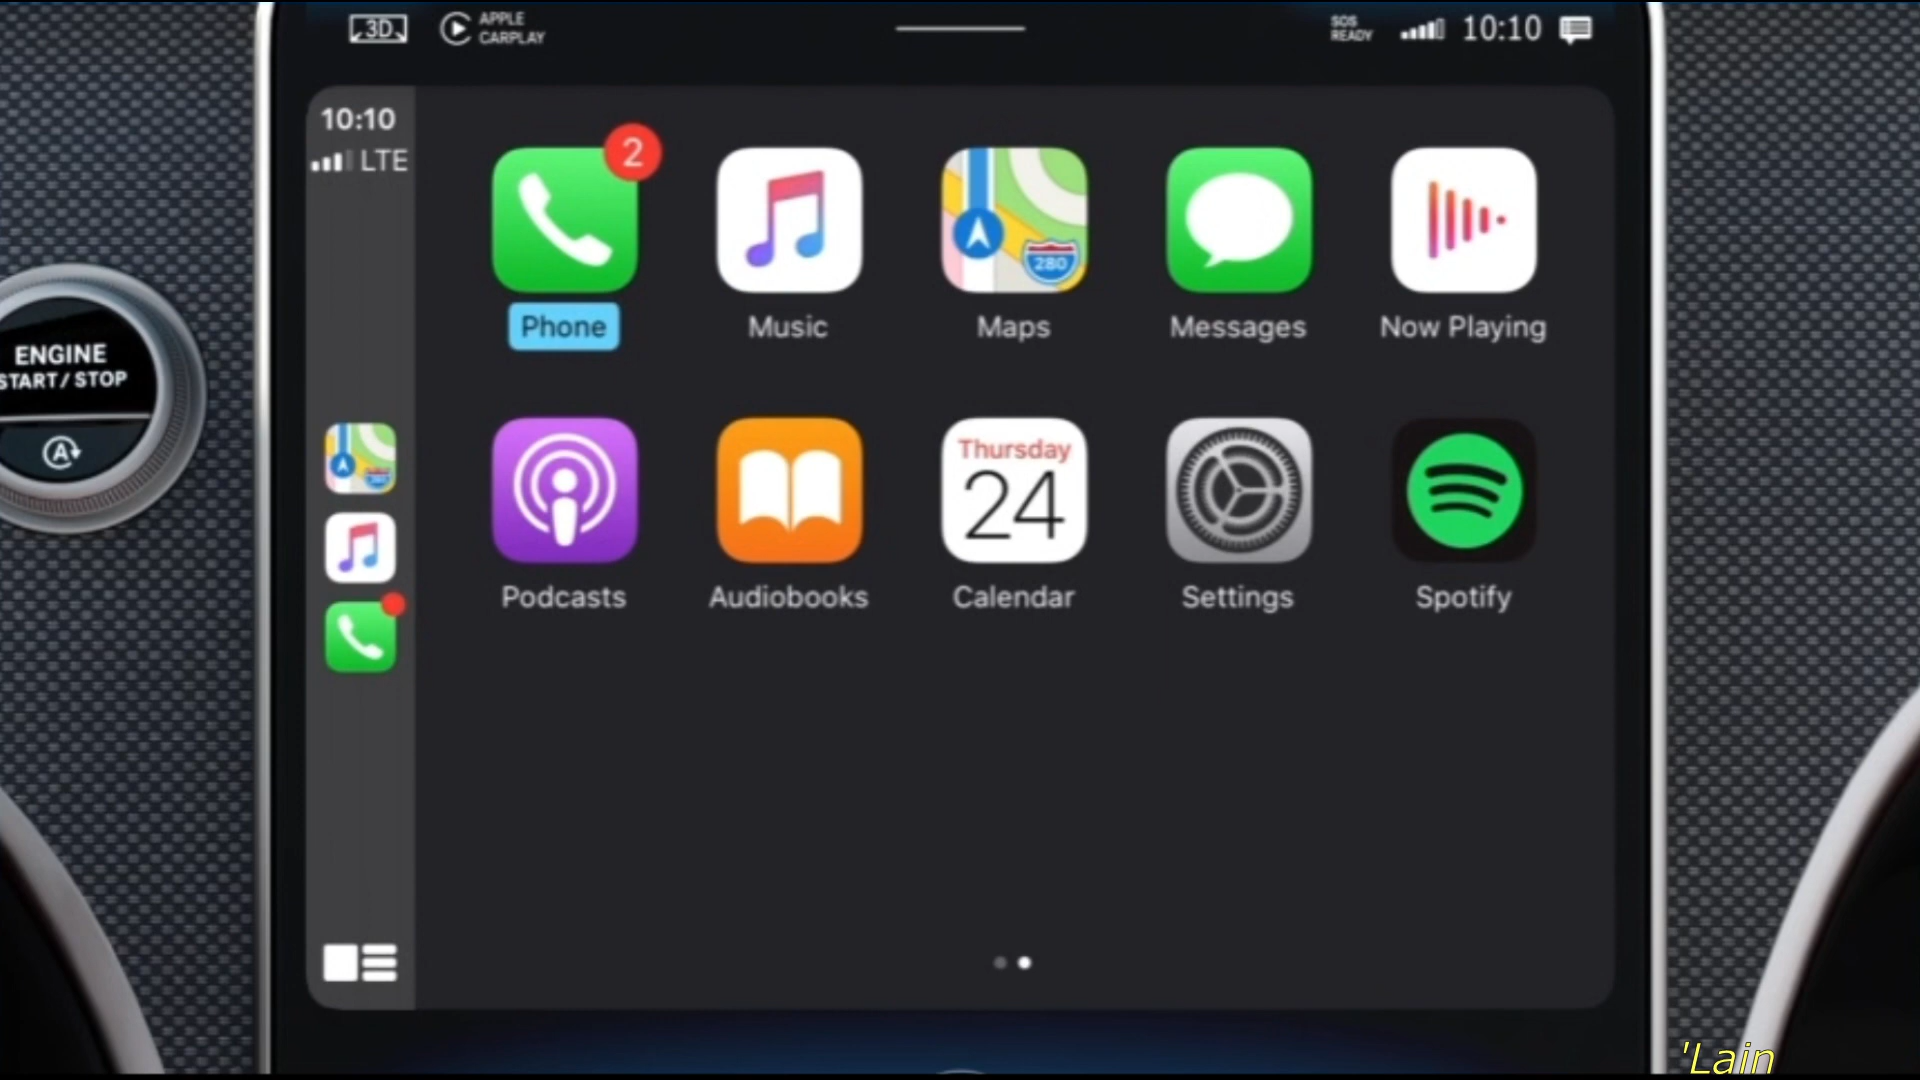 3D
APPLE
CARPLAY
SOS
READY
10:10
10:10
LTE
2
280
Phone
Music
Maps
Messages
Now Playing
ENGINE
START/STOP
A
Thursday
24
Podcasts
Audiobooks
Calendar
Settings
Spotify
'Lain